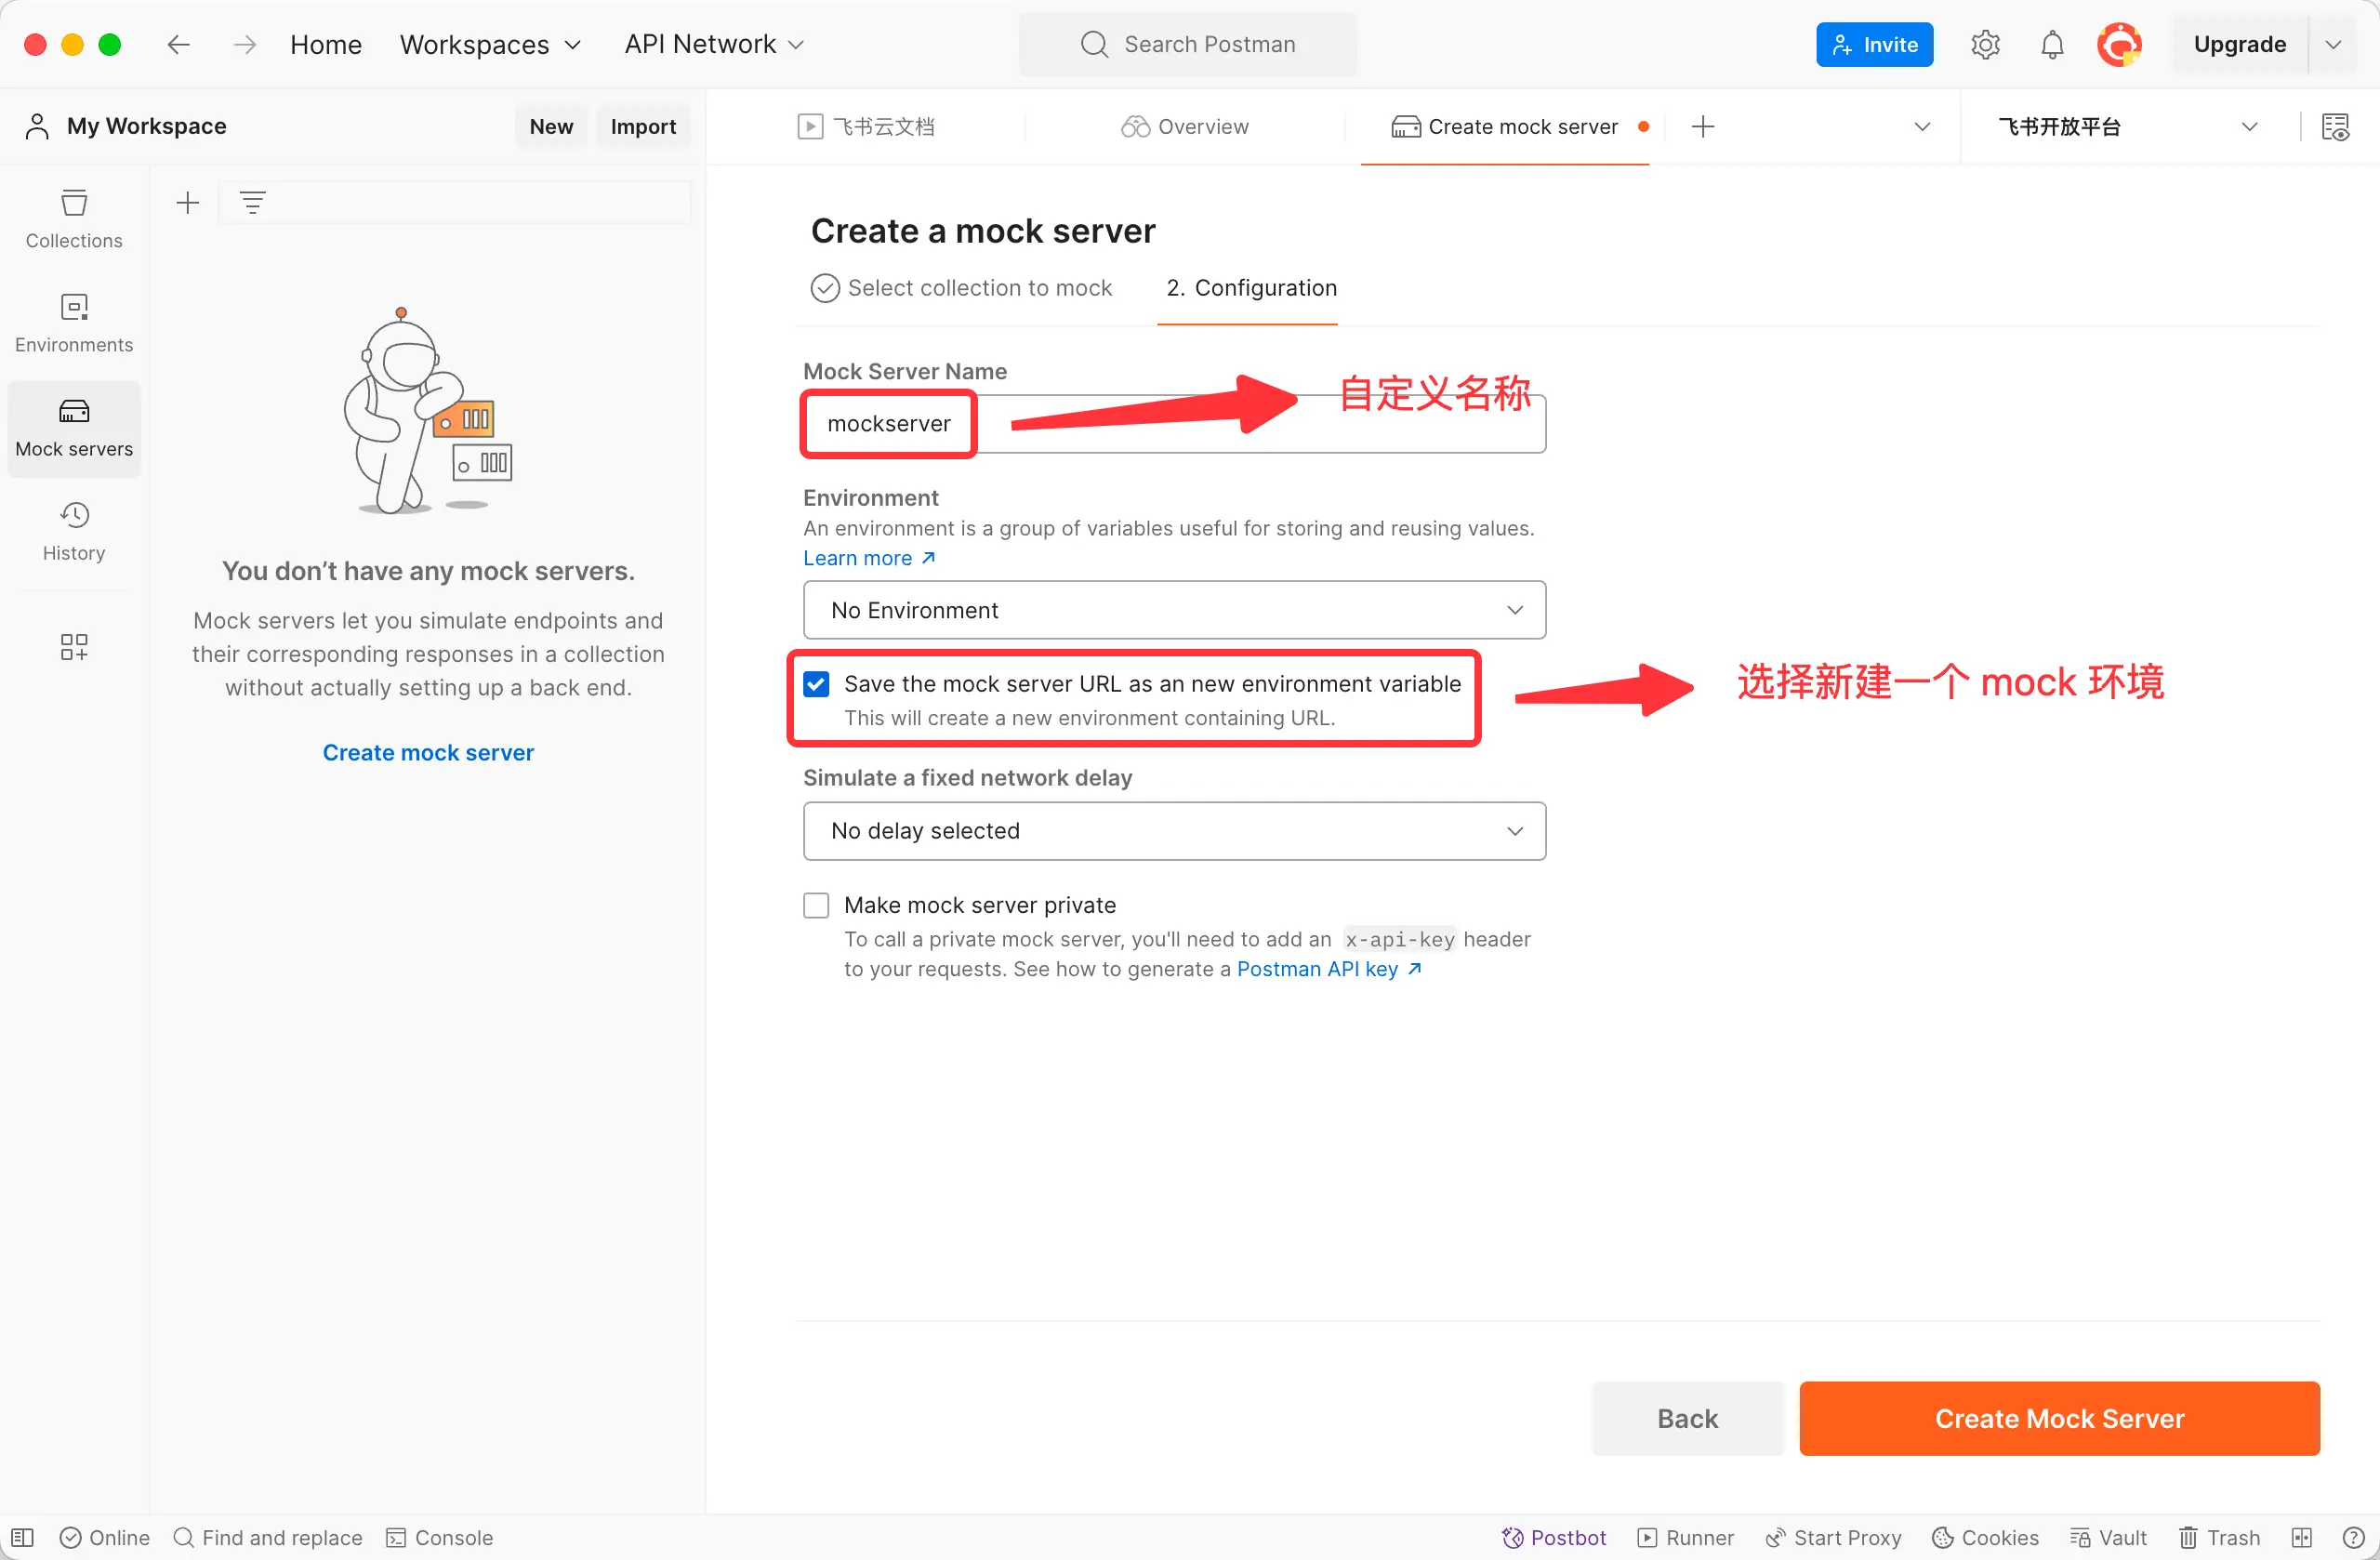 Home
Workspaces
API Network
Search Postman
Invite
Upgrade
My Workspace
New
Import
飞书云文档
Overview
Create mock server
飞书开放平台
Collections
Environments
Mock servers
History
You don’t have any mock servers.
Mock servers let you simulate endpoints and
their corresponding responses in a collection
without actually setting up a back end.
Create mock server
Create a mock server
Select collection to mock
2. Configuration
Mock Server Name
mockserver
自定义名称
Environment
An environment is a group of variables useful for storing and reusing values.
Learn more ↗
No Environment
Save the mock server URL as an new environment variable
This will create a new environment containing URL.
选择新建一个 mock 环境
Simulate a fixed network delay
No delay selected
Make mock server private
To call a private mock server, you'll need to add an x-api-key header
to your requests. See how to generate a Postman API key ↗
Back
Create Mock Server
Online
Find and replace
Console
Postbot
Runner
Start Proxy
Cookies
Vault
Trash